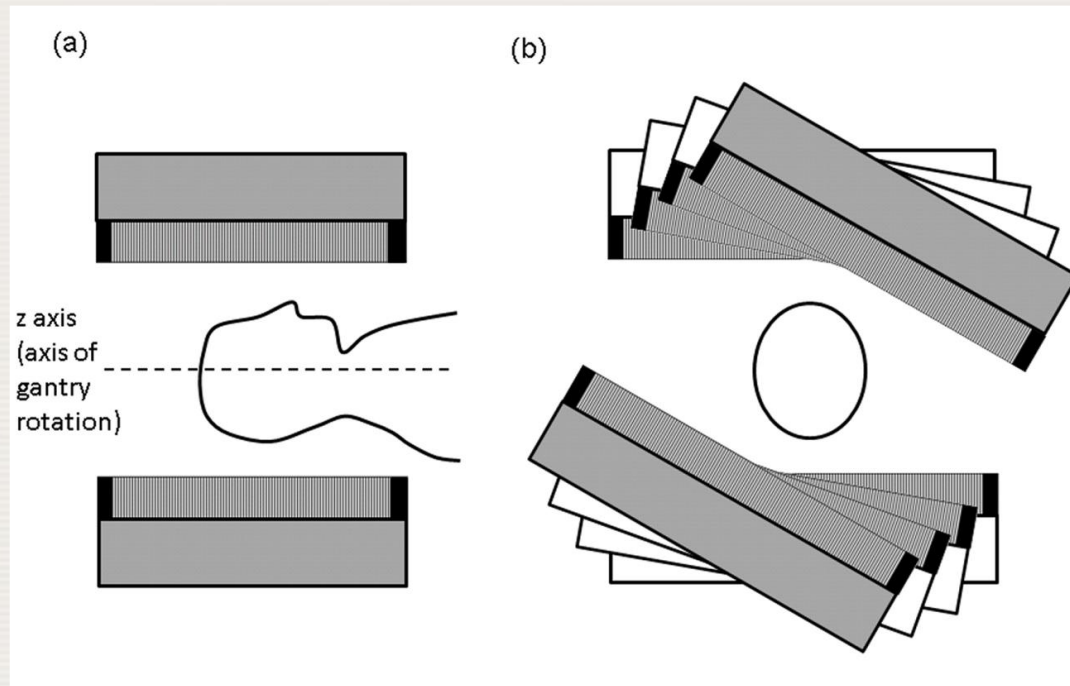 (a)
(b)
z axis
(axis of
gantry
rotation)